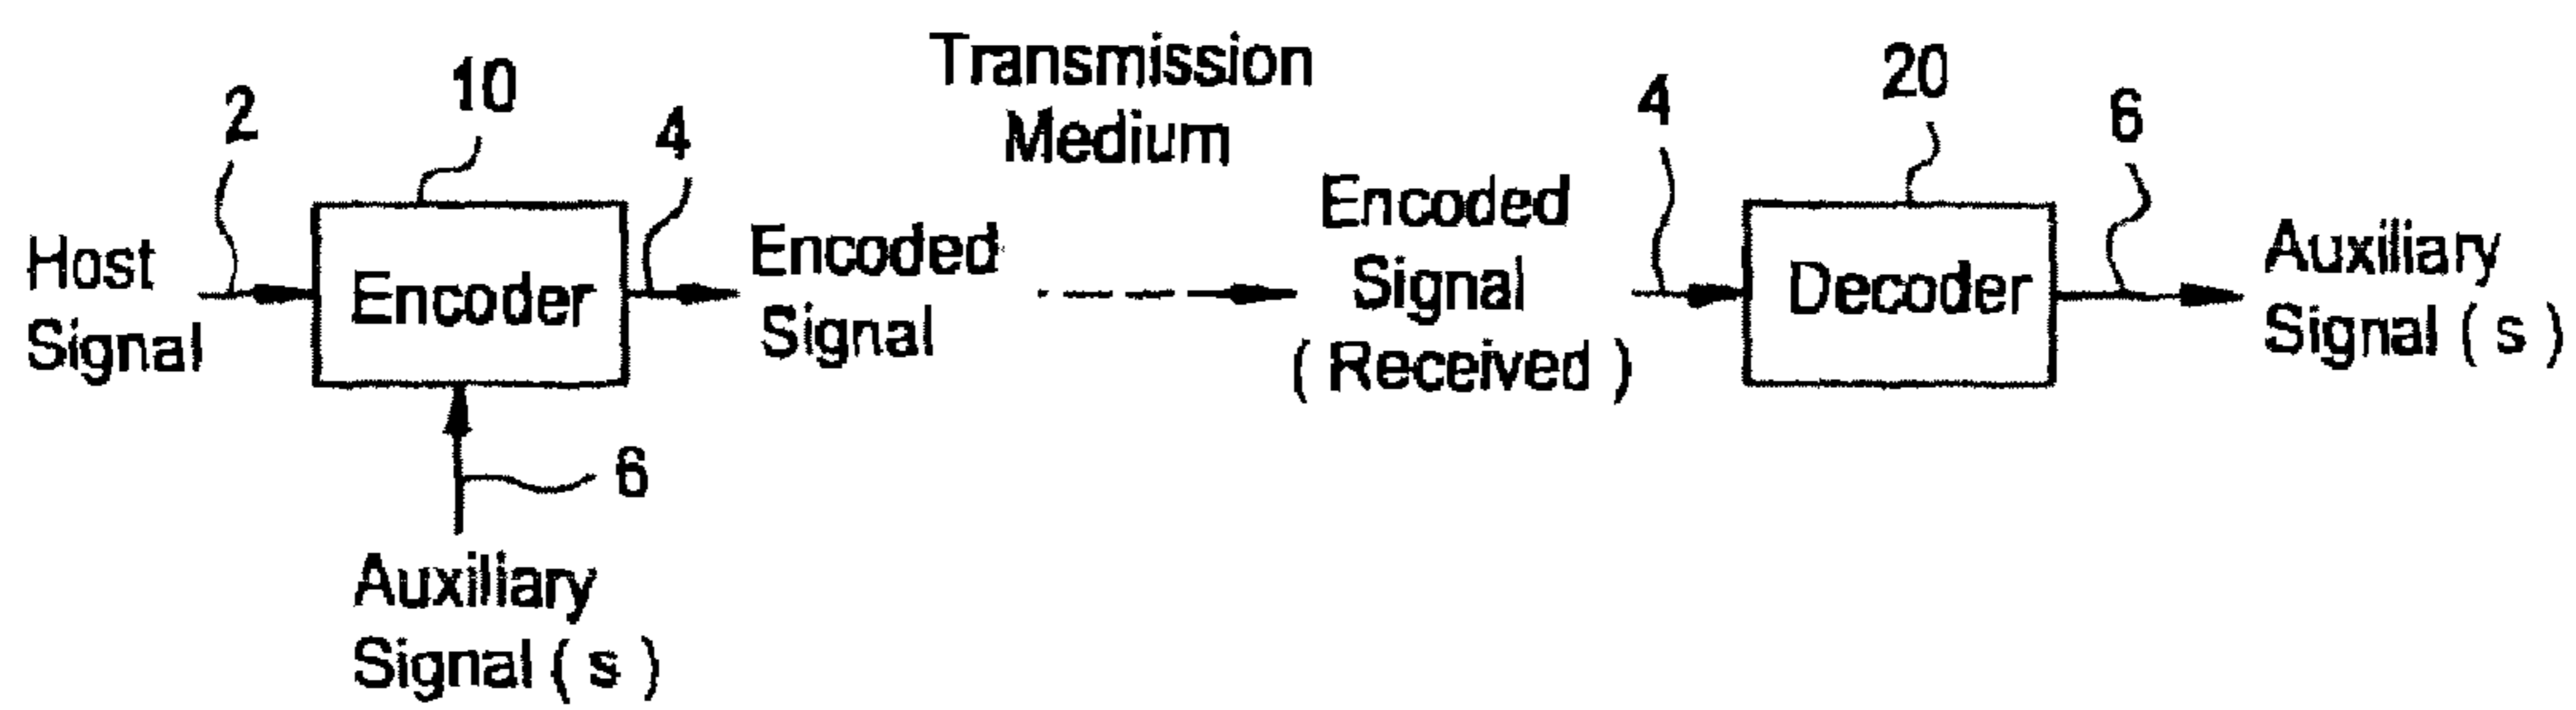 2
10
4
Transmission
Medium
4
20
6
Host
Signal
Encoder
Encoded
Signal
Encoded
Signal
( Received )
Decoder
Auxiliary
Signal ( s )
6
Auxiliary
Signal ( s )